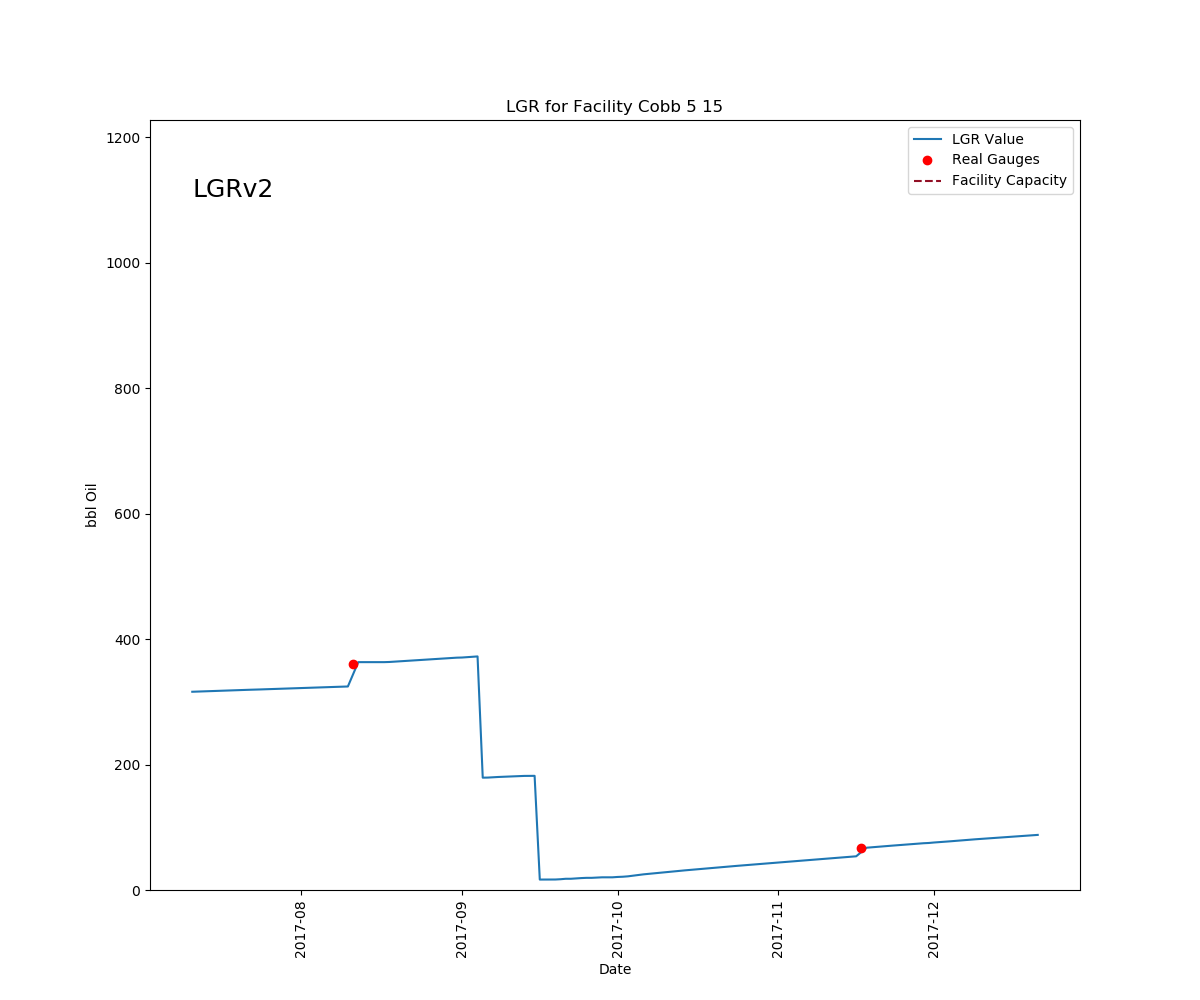 LGR for Facility Cobb 5 15
LGRv2
LGR Value
Real Gauges
Facility Capacity
1200
1000
800
600
400
200
0
bbl Oil
2017-08
2017-09
2017-10
2017-11
2017-12
Date